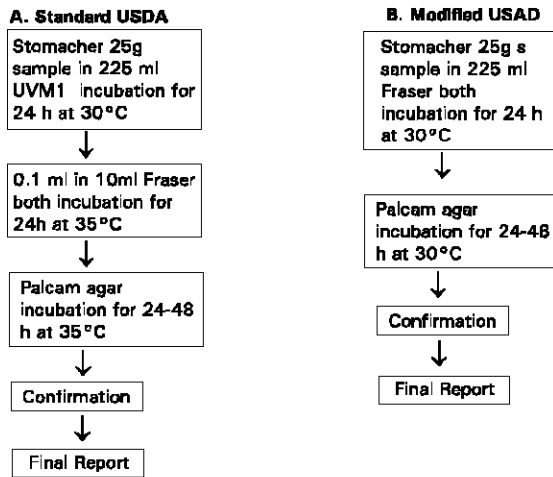 A. Standard USDA
Stomacher 25g
sample in 225 ml
UVM1 incubation for
24 h at 30°C
0.1 ml in 10ml Fraser
both incubation for
24h at 35°C
Palcam agar
incubation for 24-48
h at 35°C
Confirmation
Final Report
B. Modified USAD
Stomacher 25g s
sample in 225 ml
Fraser both
incubation for 24 h
at 30°C
Palcam agar
incubation for 24-48
h at 30°C
Confirmation
Final Report